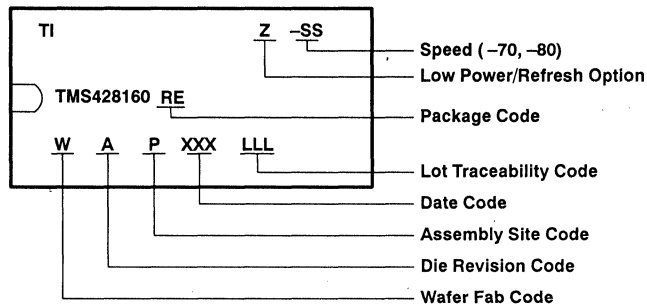 TI Z –SS
Speed ( –70, –80)
Low Power/Refresh Option
TMS428160 RE
Package Code
W A P XXX LLL
Lot Traceability Code
Date Code
Assembly Site Code
Die Revision Code
Wafer Fab Code